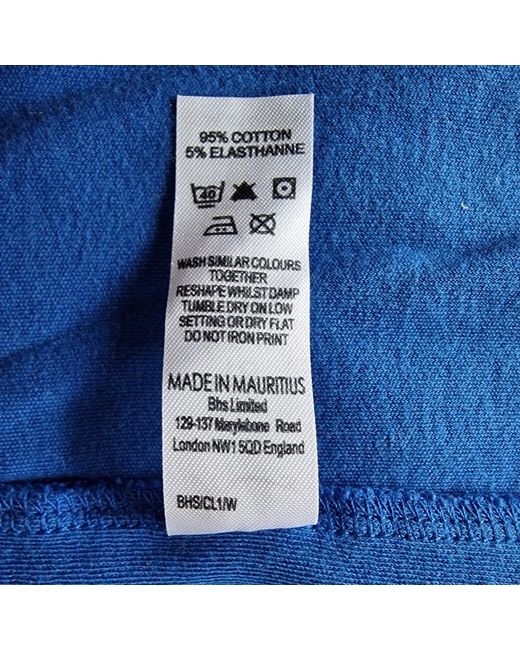 95% COTTON
5% ELASTHANNE
40
WASH SIMILAR COLOURS
TOGETHER
RESHAPE WHILST DAMP
TUMBLE DRY ON LOW
SETTING OR DRY FLAT
DO NOT IRON PRINT
MADE IN MAURITIUS
Bhs Limited
129-137 Marylebone Road
London NW1 5QD England
BHS/CL1/W